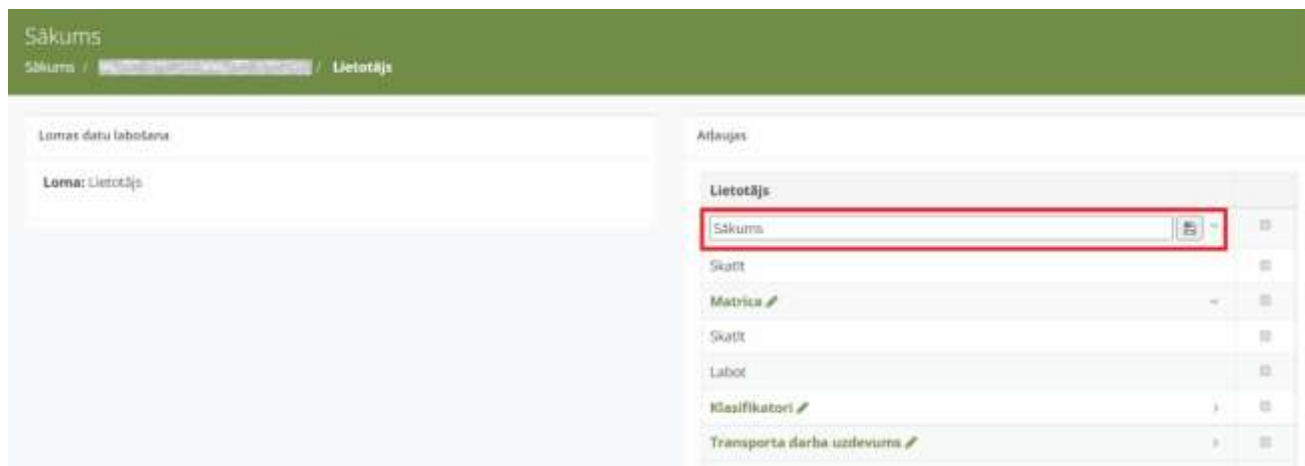 Sākums
Sākums / / Lietotājs
Lomas datu labošana
Loma: Lietotājs
Atļaujas
Lietotājs
Sākums
Skatīt
Matrica
Skatīt
Labot
Klasifikatori
Transporta darba uzdevums